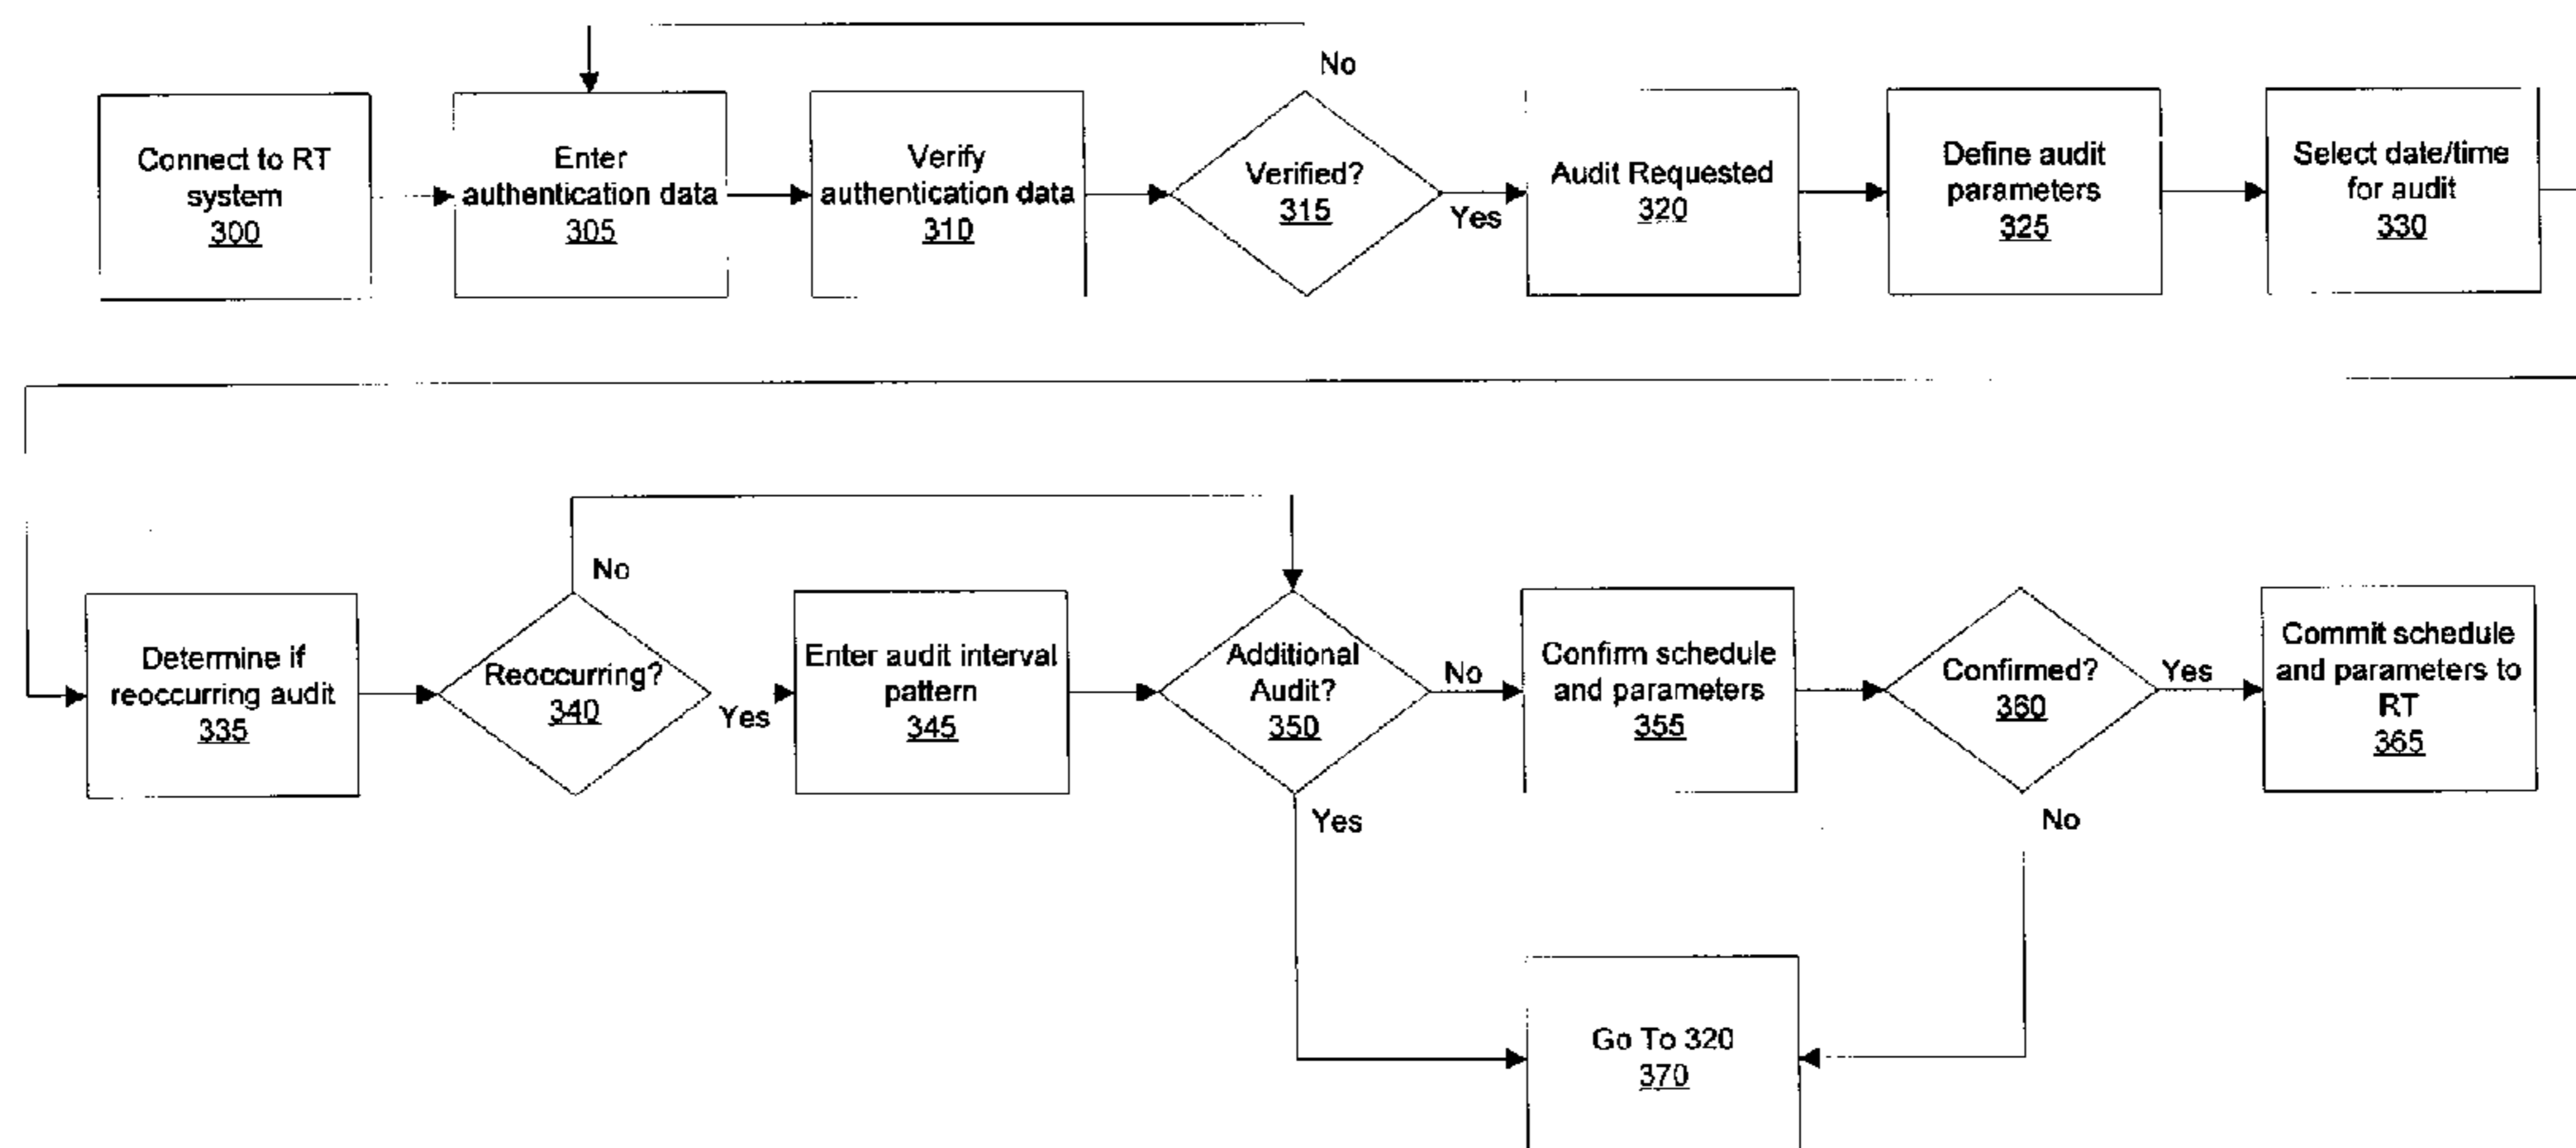 No
Connect to RT
system
300
Enter
authentication data
305
Verify
authentication data
310
Verified?
315
Yes
Audit Requested
320
Define audit
parameters
325
Select date/time
for audit
330
Determine if
reoccurring audit
335
No
Reoccurring?
340
Yes
Enter audit interval
pattern
345
Additional
Audit?
350
No
Yes
Confirm schedule
and parameters
355
Confirmed?
360
Yes
No
Commit schedule
and parameters to
RT
365
Go To 320
370